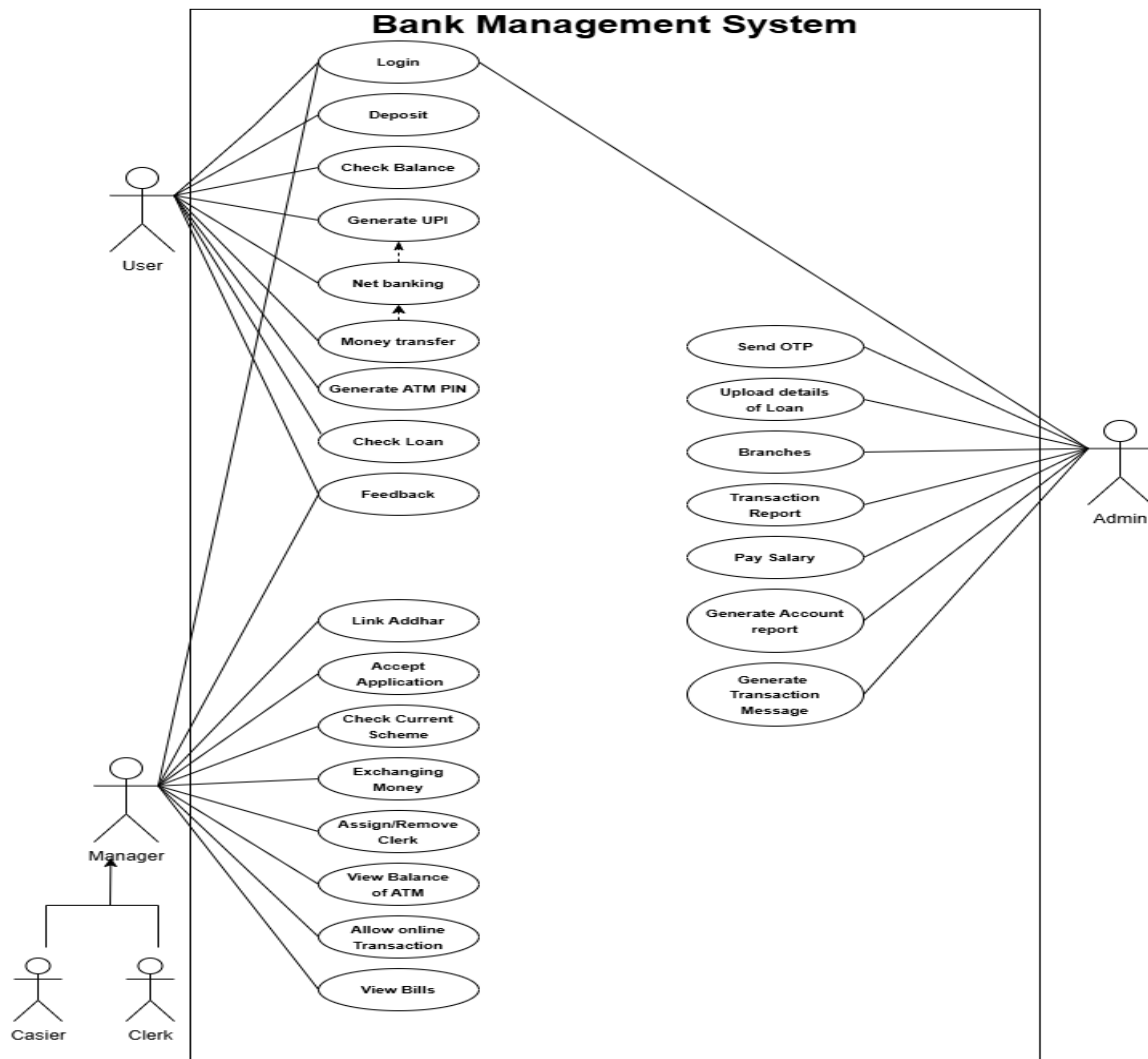 Bank Management System
Login
Deposit
Check Balance
Generate UPI
Net banking
Money transfer
Generate ATM PIN
Check Loan
Feedback
User
Send OTP
Upload details
of Loan
Branches
Transaction
Report
Pay Salary
Generate Account
report
Generate
Transaction
Message
Admin
Link Addhar
Accept
Application
Check Current
Scheme
Exchanging
Money
Assign/Remove
Clerk
View Balance
of ATM
Allow online
Transaction
View Bills
Manager
Casier
Clerk